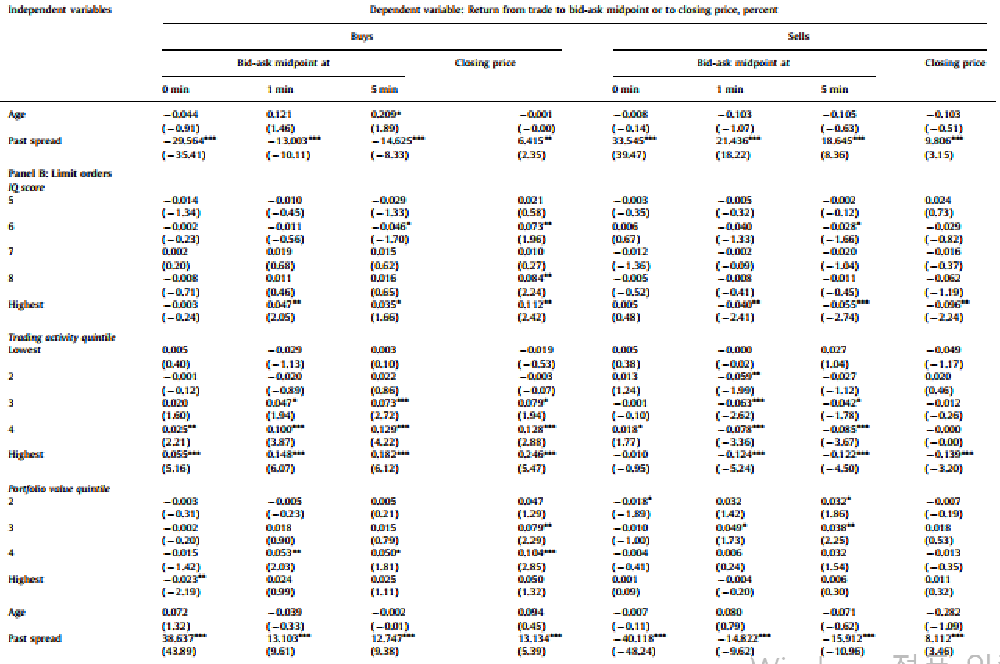 Independent variables Dependent variable: Return from trade to bid-ask midpoint or to closing price, percent
Buys Sells
Bid-ask midpoint at Closing price Bid-ask midpoint at Closing price
0 min 1 min 5 min 0 min 1 min 5 min
Age −0.044 0.121 0.209* −0.001 −0.008 −0.103 −0.105 −0.103
(−0.91) (1.46) (1.89) (−0.00) (−0.14) (−1.07) (−0.63) (−0.51)
Past spread −29.564*** −13.003*** −14.625*** 6.415** 33.545*** 21.436*** 18.645*** 9.806***
(−35.41) (−10.11) (−8.33) (2.35) (39.47) (18.22) (8.36) (3.15)
Panel B: Limit orders
IQ score
5 −0.014 −0.010 −0.029 0.021 −0.003 −0.005 −0.002 0.024
(−1.34) (−0.45) (−1.33) (0.58) (−0.35) (−0.32) (−0.12) (0.73)
6 −0.002 −0.011 −0.046* 0.073** 0.006 −0.040 −0.028* −0.029
(−0.23) (−0.56) (−1.70) (1.96) (0.67) (−1.33) (−1.66) (−0.82)
7 0.002 0.019 0.015 0.010 −0.012 −0.002 −0.020 −0.016
(0.20) (0.68) (0.62) (0.27) (−1.36) (−0.09) (−1.04) (−0.37)
8 −0.008 0.011 0.016 0.084** −0.005 −0.008 −0.011 −0.062
(−0.71) (0.46) (0.65) (2.24) (−0.52) (−0.41) (−0.45) (−1.19)
Highest −0.003 0.047** 0.035* 0.112** 0.005 −0.040** −0.055*** −0.096**
(−0.24) (2.05) (1.66) (2.42) (0.48) (−2.41) (−2.74) (−2.24)
Trading activity quintile
Lowest 0.005 −0.029 0.003 −0.019 0.005 −0.000 0.027 −0.049
(0.40) (−1.13) (0.10) (−0.53) (0.38) (−0.02) (1.04) (−1.17)
2 −0.001 −0.020 0.022 −0.003 0.013 −0.059** −0.027 0.020
(−0.12) (−0.89) (0.86) (−0.07) (1.24) (−1.99) (−1.12) (0.46)
3 0.020 0.047* 0.073*** 0.079* −0.001 −0.063*** −0.042* −0.012
(1.60) (1.94) (2.72) (1.94) (−0.10) (−2.62) (−1.78) (−0.26)
4 0.025** 0.100*** 0.129*** 0.128*** 0.018* −0.078*** −0.085*** −0.000
(2.21) (3.87) (4.22) (2.88) (1.77) (−3.36) (−3.67) (−0.00)
Highest 0.055*** 0.148*** 0.182*** 0.246*** −0.010 −0.124*** −0.122*** −0.139***
(5.16) (6.07) (6.12) (5.47) (−0.95) (−5.24) (−4.50) (−3.20)
Portfolio value quintile
2 −0.003 −0.005 0.005 0.047 −0.018* 0.032 0.032* −0.007
(−0.31) (−0.23) (0.21) (1.29) (−1.89) (1.42) (1.86) (−0.19)
3 −0.002 0.018 0.015 0.079** −0.010 0.049* 0.038** 0.018
(−0.20) (0.90) (0.79) (2.29) (−1.00) (1.73) (2.25) (0.53)
4 −0.015 0.053** 0.050* 0.104*** −0.004 0.006 0.032 −0.013
(−1.42) (2.03) (1.81) (2.85) (−0.41) (0.24) (1.54) (−0.35)
Highest −0.023** 0.024 0.025 0.050 0.001 −0.004 0.006 0.011
(−2.19) (0.99) (1.11) (1.32) (0.09) (−0.20) (0.30) (0.32)
Age 0.072 −0.039 −0.002 0.094 −0.007 0.080 −0.071 −0.282
(1.32) (−0.33) (−0.01) (0.45) (−0.11) (0.79) (−0.62) (−1.09)
Past spread 38.637*** 13.103*** 12.747*** 13.134*** −40.118*** −14.822*** −15.912*** 8.112***
(43.89) (9.61) (9.38) (5.39) (−48.24) (−9.62) (−10.96) (3.46)